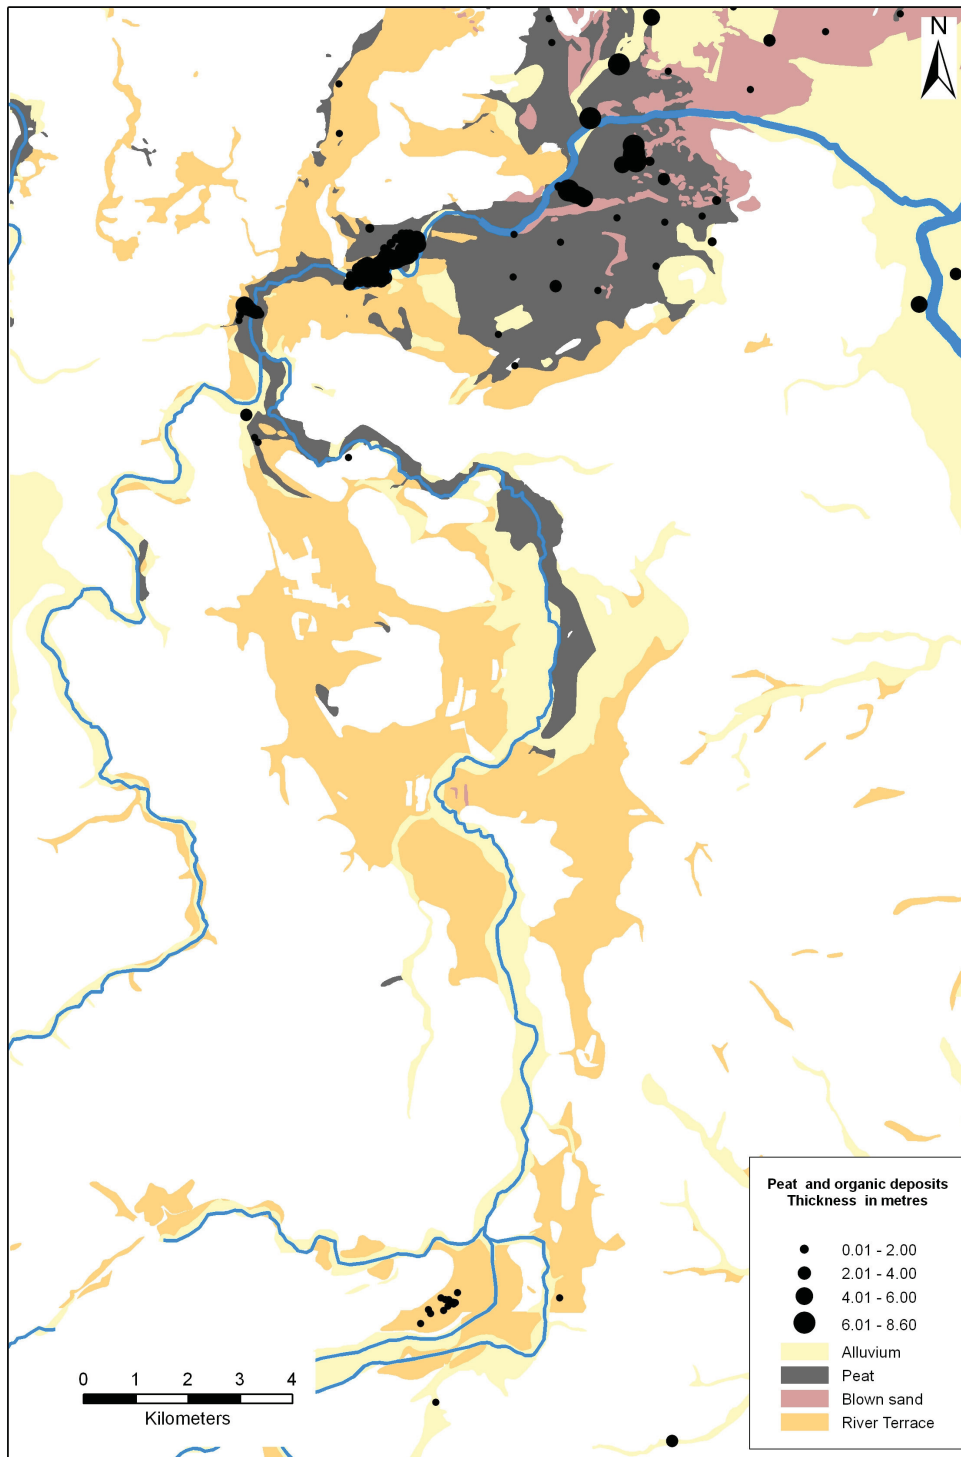 N
Peat and organic deposits
Thickness in metres
0.01 - 2.00
2.01 - 4.00
4.01 - 6.00
6.01 - 8.60
Alluvium
Peat
Blown sand
River Terrace
0 1 2 3 4
Kilometers